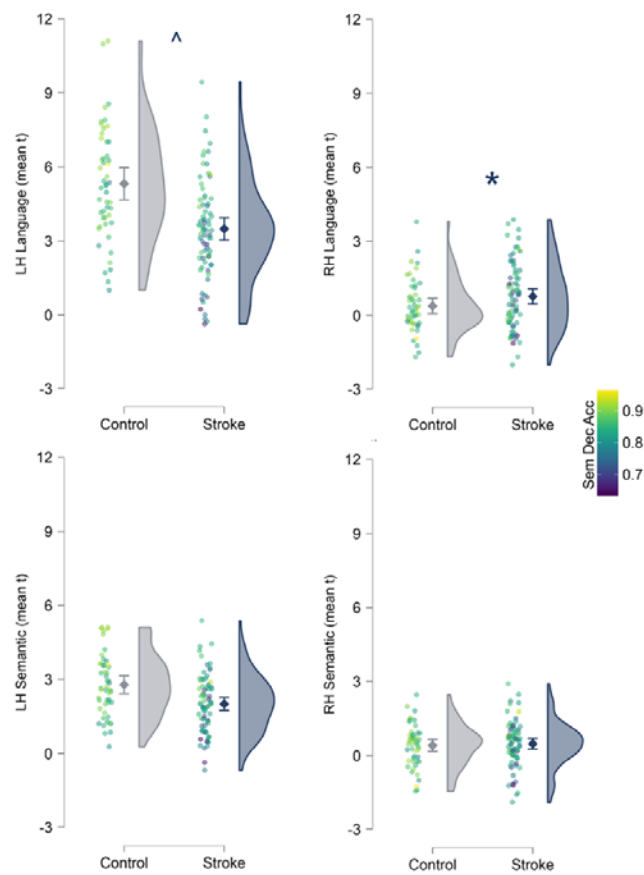 12
9
6
3
0
-3
LH Language (mean t)
^
Control
Stroke
12
9
6
3
0
-3
RH Language (mean t)
*
Control
Stroke
Sem Dec Acc
0.9
0.8
0.7
12
9
6
3
0
-3
LH Semantic (mean t)
Control
Stroke
12
9
6
3
0
-3
RH Semantic (mean t)
Control
Stroke